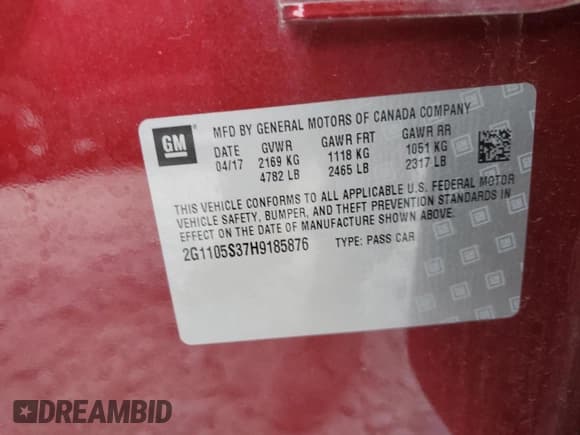 GM
MFD BY GENERAL MOTORS OF CANADA COMPANY
DATE GVWR GAWR FRT GAWR RR
04/17 2169 KG 1118 KG 1051 KG
4782 LB 2465 LB 2317 LB
THIS VEHICLE CONFORMS TO ALL APPLICABLE U.S. FEDERAL MOTOR
VEHICLE SAFETY, BUMPER, AND THEFT PREVENTION STANDARDS IN
EFFECT ON THE DATE OF MANUFACTURE SHOWN ABOVE.
2G1105S37H9185876 TYPE: PASS CAR
DREAMBID